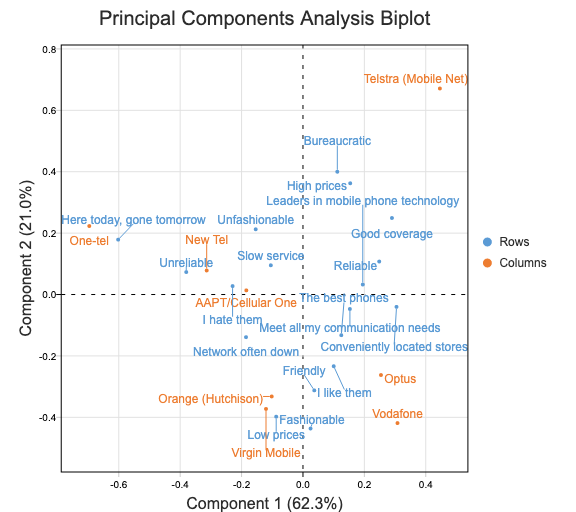 Principal Components Analysis Biplot
Component 2 (21.0%)
0.8
0.6
0.4
0.2
0.0
-0.2
-0.4
Telstra (Mobile Net)
Bureaucratic
High prices
Leaders in mobile phone technology
Here today, gone tomorrow
Unfashionable
Good coverage
One-tel
New Tel
Slow service
Unreliable
Reliable
The best phones
AAPT/Cellular One
I hate them
Meet all my communication needs
Conveniently located stores
Network often down
Friendly
Optus
I like them
Orange (Hutchison)
Vodafone
Fashionable
Low prices
Virgin Mobile
-0.6
-0.4
-0.2
0.0
0.2
0.4
Component 1 (62.3%)
Rows
Columns